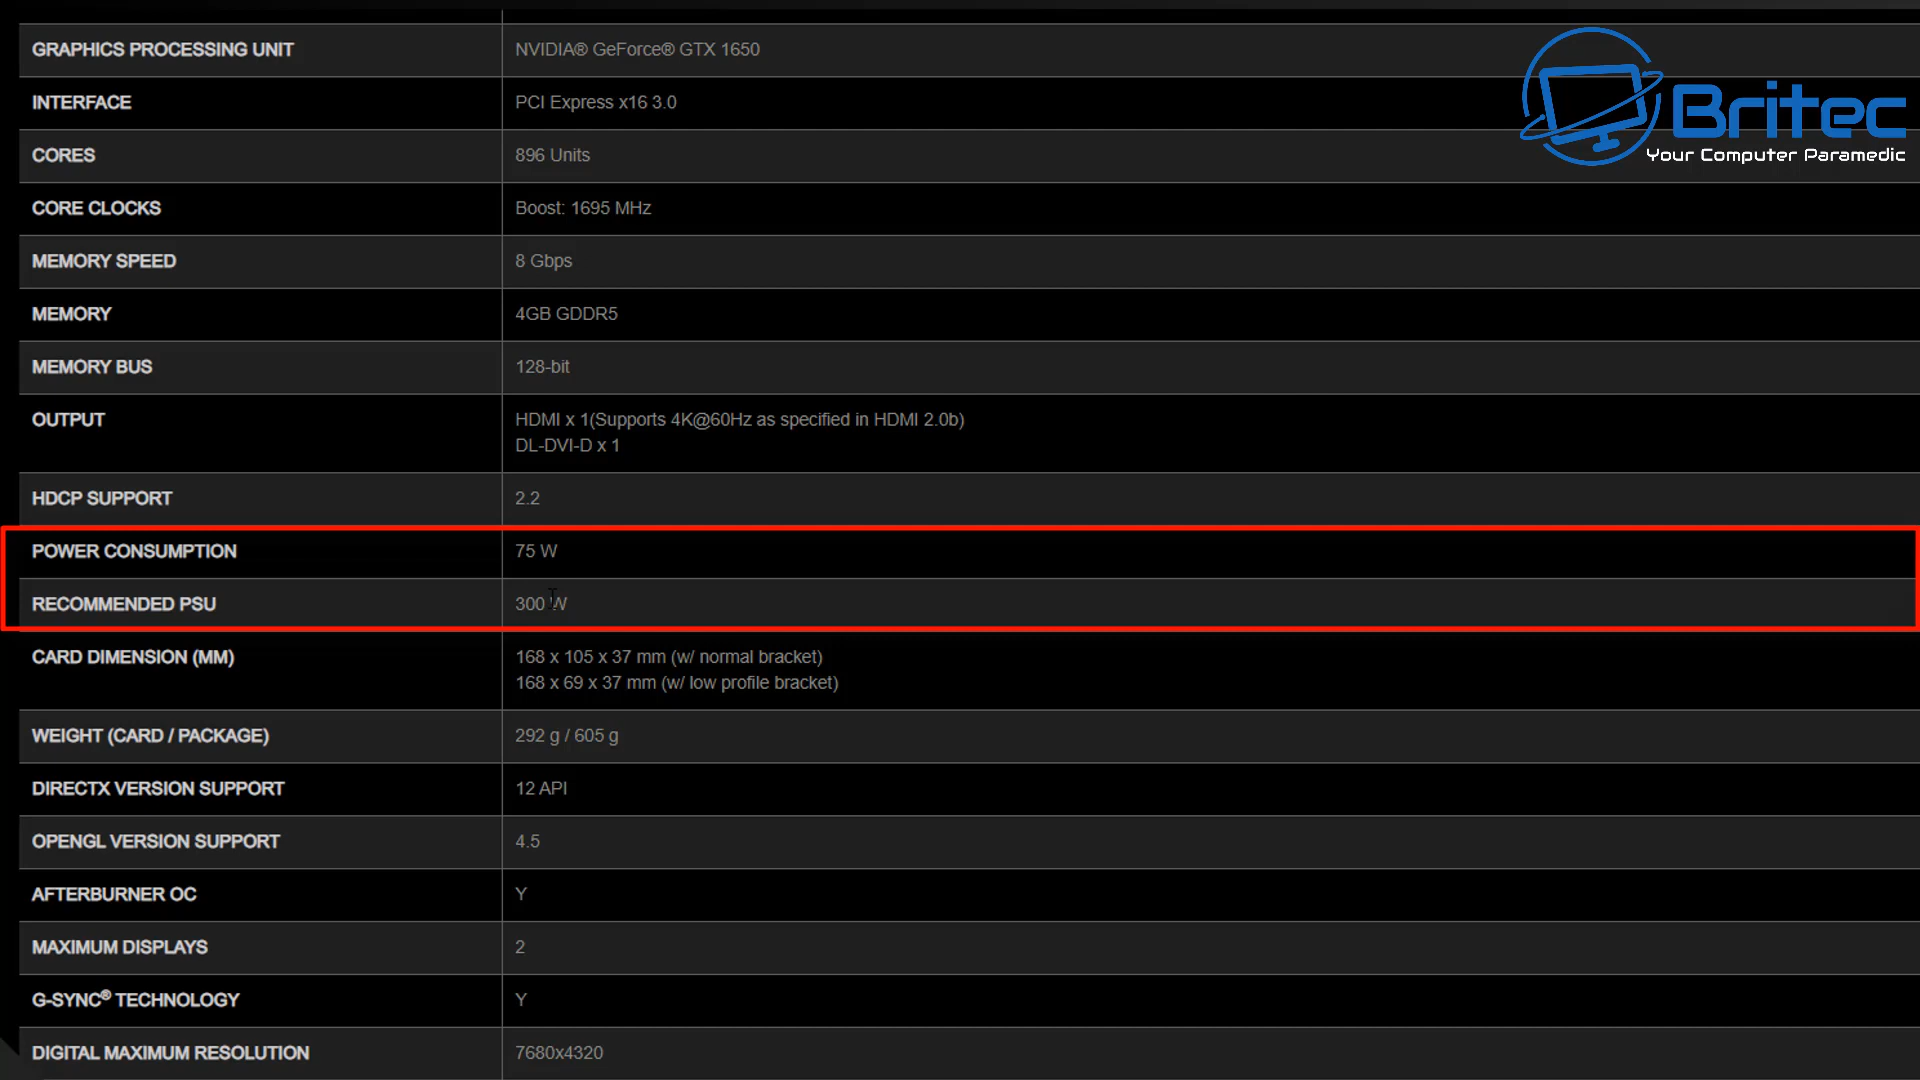 GRAPHICS PROCESSING UNIT NVIDIA® GeForce® GTX 1650
INTERFACE PCI Express x16 3.0
CORES 896 Units
CORE CLOCKS Boost: 1695 MHz
MEMORY SPEED 8 Gbps
MEMORY 4GB GDDR5
MEMORY BUS 128-bit
OUTPUT HDMI x 1(Supports 4K@60Hz as specified in HDMI 2.0b)
DL-DVI-D x 1
HDCP SUPPORT 2.2
POWER CONSUMPTION 75 W
RECOMMENDED PSU 300 W
CARD DIMENSION (MM) 168 x 105 x 37 mm (w/ normal bracket)
168 x 69 x 37 mm (w/ low profile bracket)
WEIGHT (CARD / PACKAGE) 292 g / 605 g
DIRECTX VERSION SUPPORT 12 API
OPENGL VERSION SUPPORT 4.5
AFTERBURNER OC Y
MAXIMUM DISPLAYS 2
G-SYNC® TECHNOLOGY Y
DIGITAL MAXIMUM RESOLUTION 7680x4320
Britec
Your Computer Paramedic